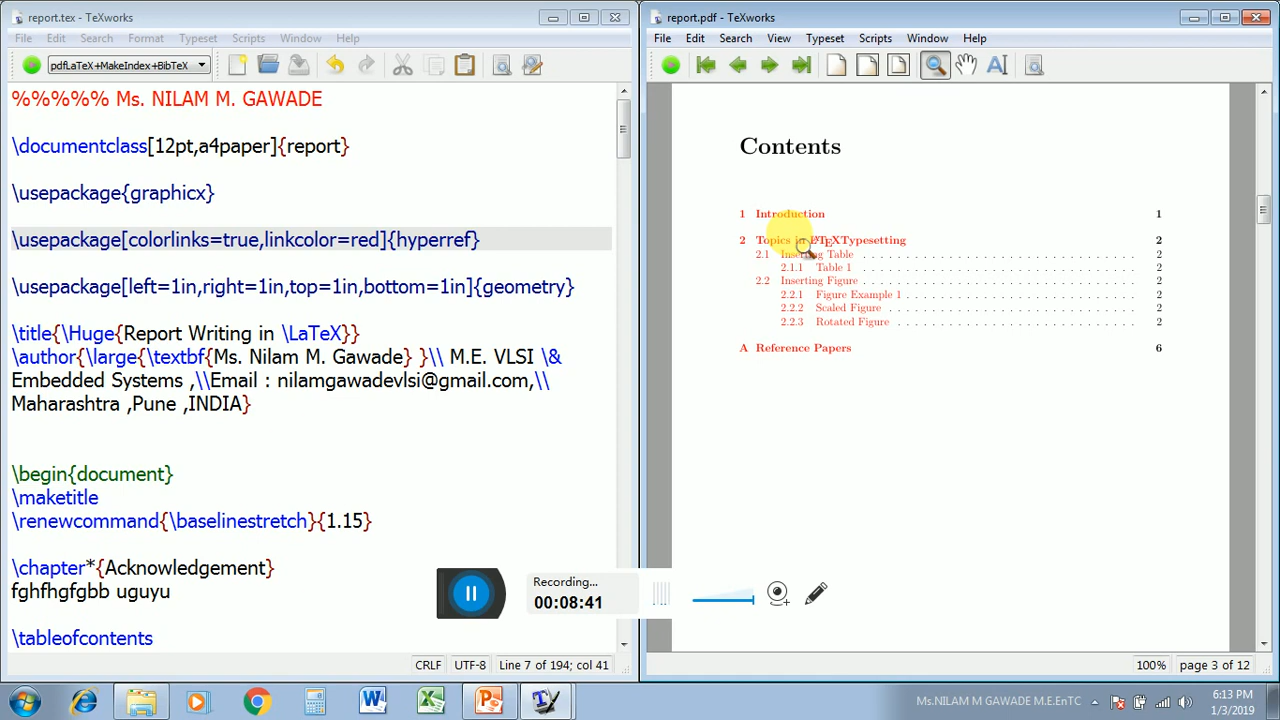 report.tex - TeXworks
File Edit Search Format Typeset Scripts Window Help
pdfLaTeX+MakeIndex+BibTeX
%%%%% Ms. NILAM M. GAWADE
\documentclass[12pt,a4paper]{report}
\usepackage{graphicx}
\usepackage[colorlinks=true,linkcolor=red]{hyperref}
\usepackage[left=1in,right=1in,top=1in,bottom=1in]{geometry}
\title{\Huge{Report Writing in \LaTeX}}
\author{\large{\textbf{Ms. Nilam M. Gawade} }\\ M.E. VLSI \&
Embedded Systems ,\\Email : nilamgawadevlsi@gmail.com,\\
Maharashtra ,Pune ,INDIA}
\begin{document}
\maketitle
\renewcommand{\baselinestretch}{1.15}
\chapter*{Acknowledgement}
fghfhgfgbb uguyu
\tableofcontents
CRLF UTF-8 Line 7 of 194; col 41
report.pdf - TeXworks
File Edit Search View Typeset Scripts Window Help
Contents
1 Introduction 1
2 Topics in LATEXTypesetting 2
2.1 Inserting Table . . . . . . . . . . . . . . . . . . . . . . . . . . 2
2.1.1 Table 1 . . . . . . . . . . . . . . . . . . . . . . . . . . 2
2.2 Inserting Figure . . . . . . . . . . . . . . . . . . . . . . . . . . 2
2.2.1 Figure Example 1 . . . . . . . . . . . . . . . . . . . . . . 2
2.2.2 Scaled Figure . . . . . . . . . . . . . . . . . . . . . . . 2
2.2.3 Rotated Figure . . . . . . . . . . . . . . . . . . . . . . . 2
A Reference Papers 6
100% page 3 of 12
Recording...
00:08:41
Ms.NILAM M GAWADE M.E.EnTC
6:13 PM
1/3/2019